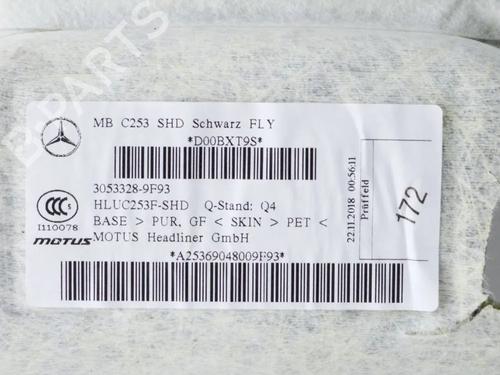 MB C253 SHD Schwarz FLY
*D00BXT9S*
3053328-9F93
HLUC253F-SHD Q-Stand: Q4
BASE > PUR, GF < SKIN > PET <
MOTUS Headliner GmbH
*A25369048009F93*
CCC S
I110078
MOTUS
22.11.2018 00:56:11
Prüffeld
172
B-PARTS